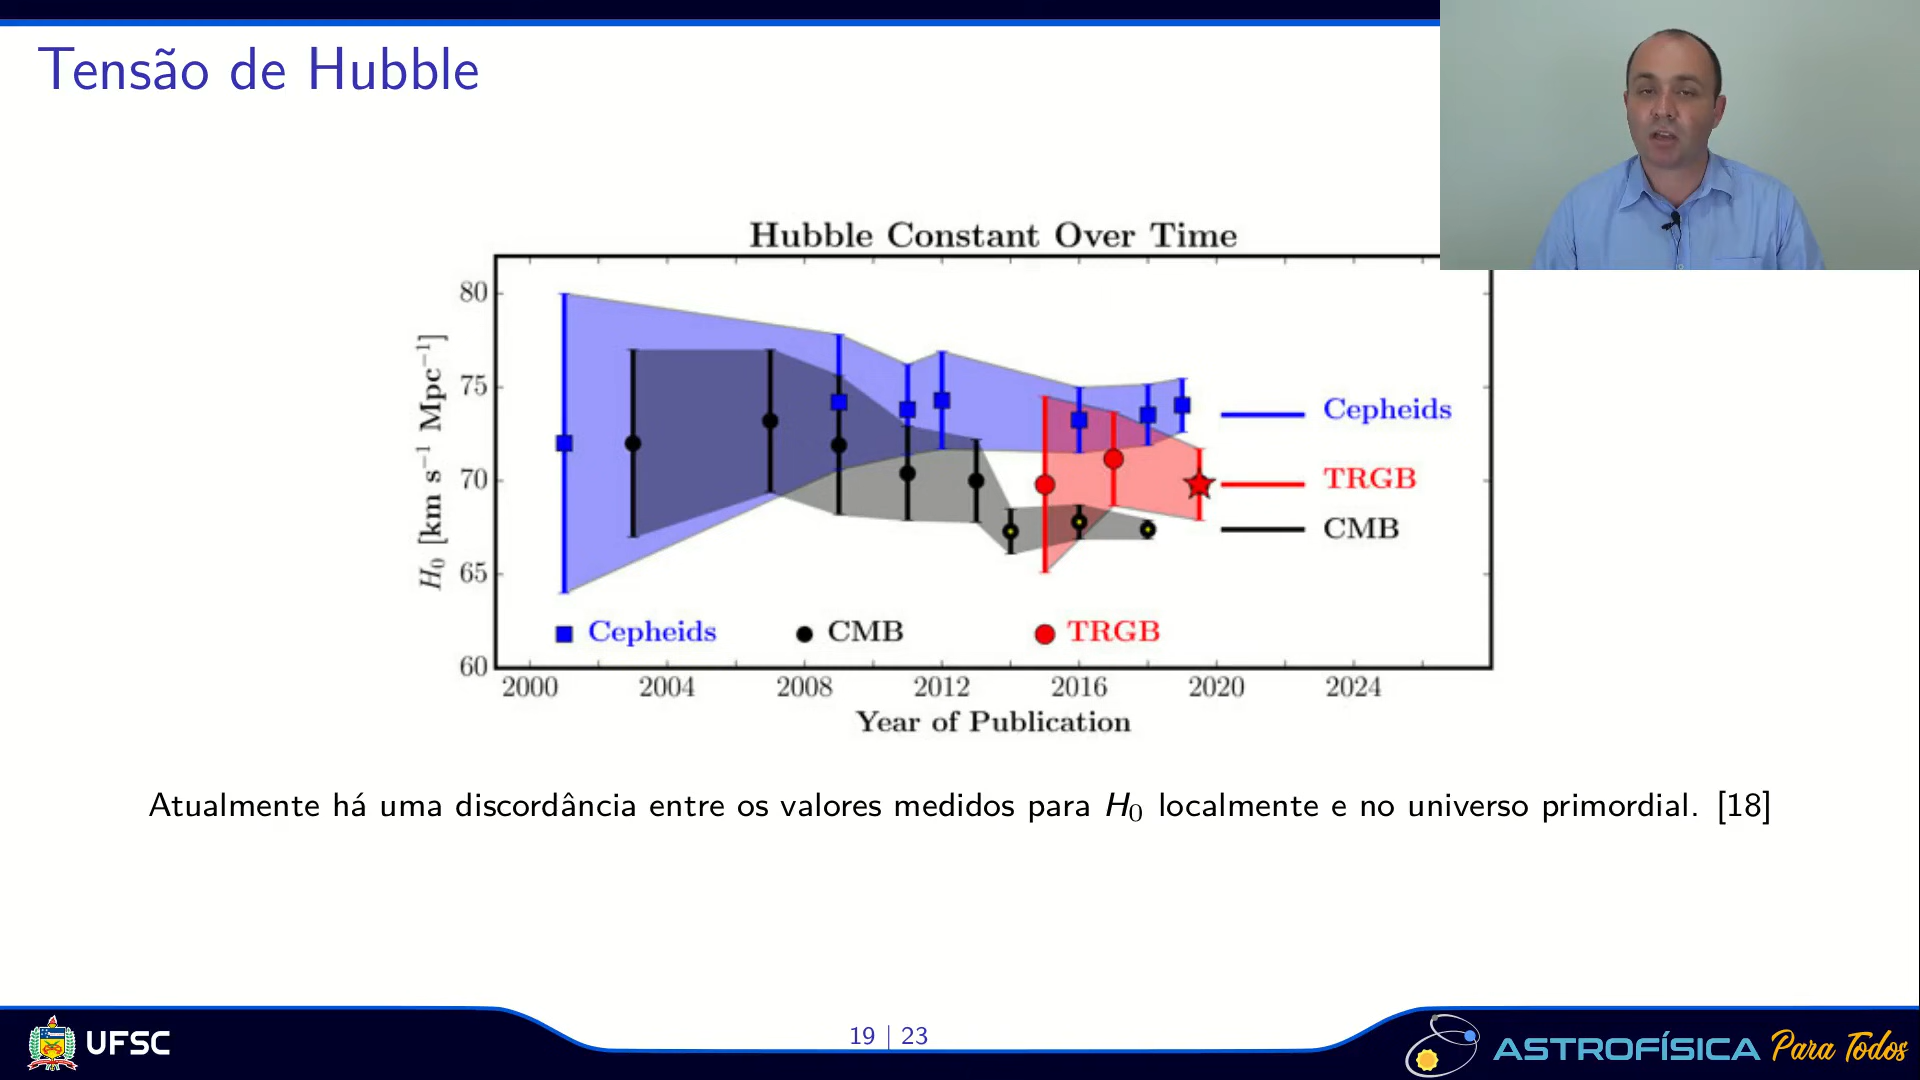 Tensão de Hubble
Hubble Constant Over Time
H₀ [km s⁻¹ Mpc⁻¹]
80
75
70
65
60
Cepheids
TRGB
CMB
Cepheids CMB TRGB
2000 2004 2008 2012 2016 2020 2024
Year of Publication
Atualmente há uma discordância entre os valores medidos para H₀ localmente e no universo primordial. [18]
UFSC
19 | 23
ASTROFÍSICA Para Todos